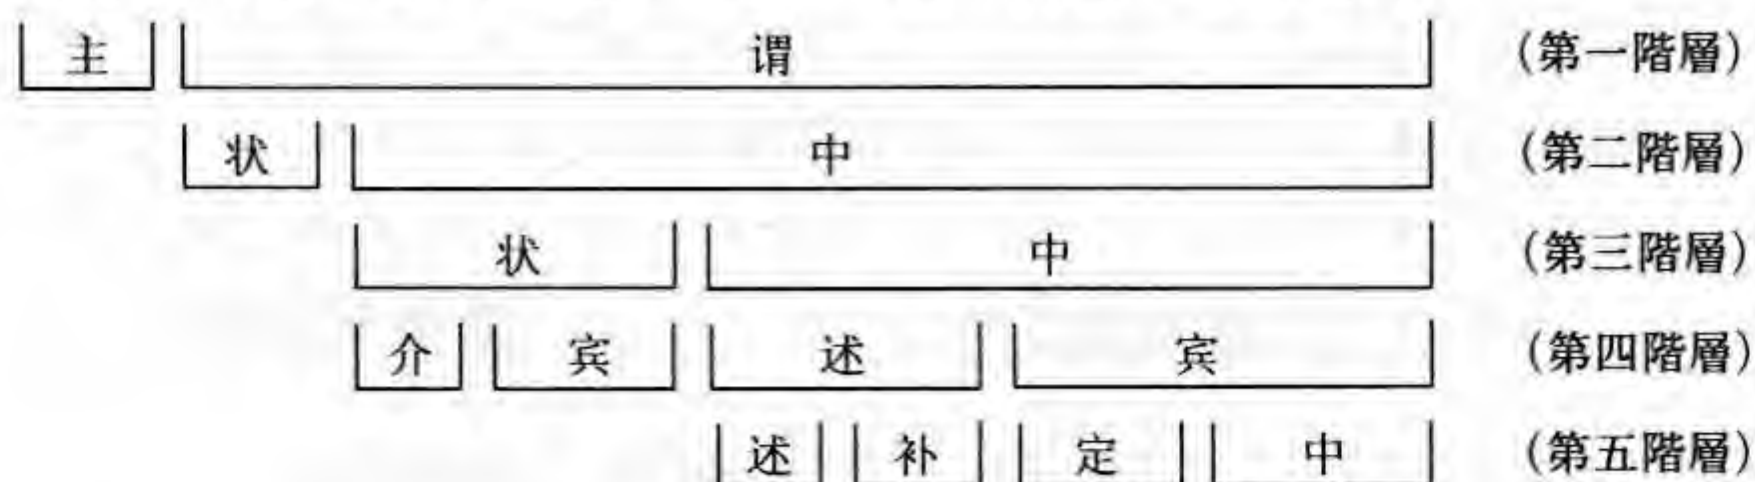 主 谓 (第一階層)
状 中 (第二階層)
状 中 (第三階層)
介 宾 述 宾 (第四階層)
述 补 定 中 (第五階層)